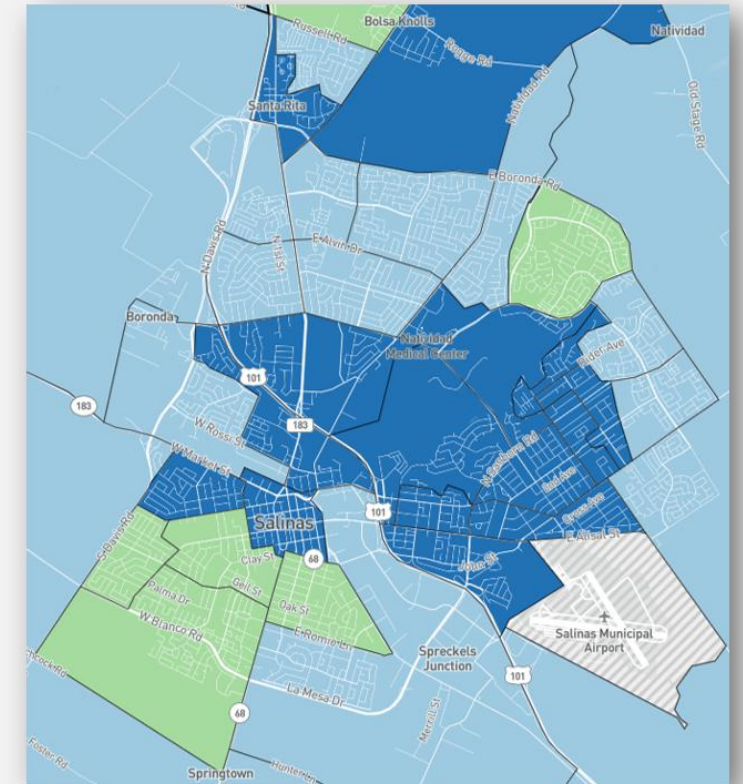 Bolsa Knolls
Russell Rd
Rogge Rd
Natividad
Natividad Rd
Old Stage Rd
Santa Rita
E Boronda Rd
N Davis Rd
N 1st St
E Alvin Dr
Boronda
Natividad
Medical Center
Rider Ave
101
183
183
W Rossi St
W Market St
N Sanborn Rd
Salinas
101
E Alisal St
S Davis Rd
Clay St
68
John St
Palma Dr
Geil St
Oak St
W Blanco Rd
E Romie Ln
Salinas Municipal
Airport
Spreckels
Junction
101
La Mesa Dr
Merrill St
68
Foster Rd
Springtown
Hunter Ln